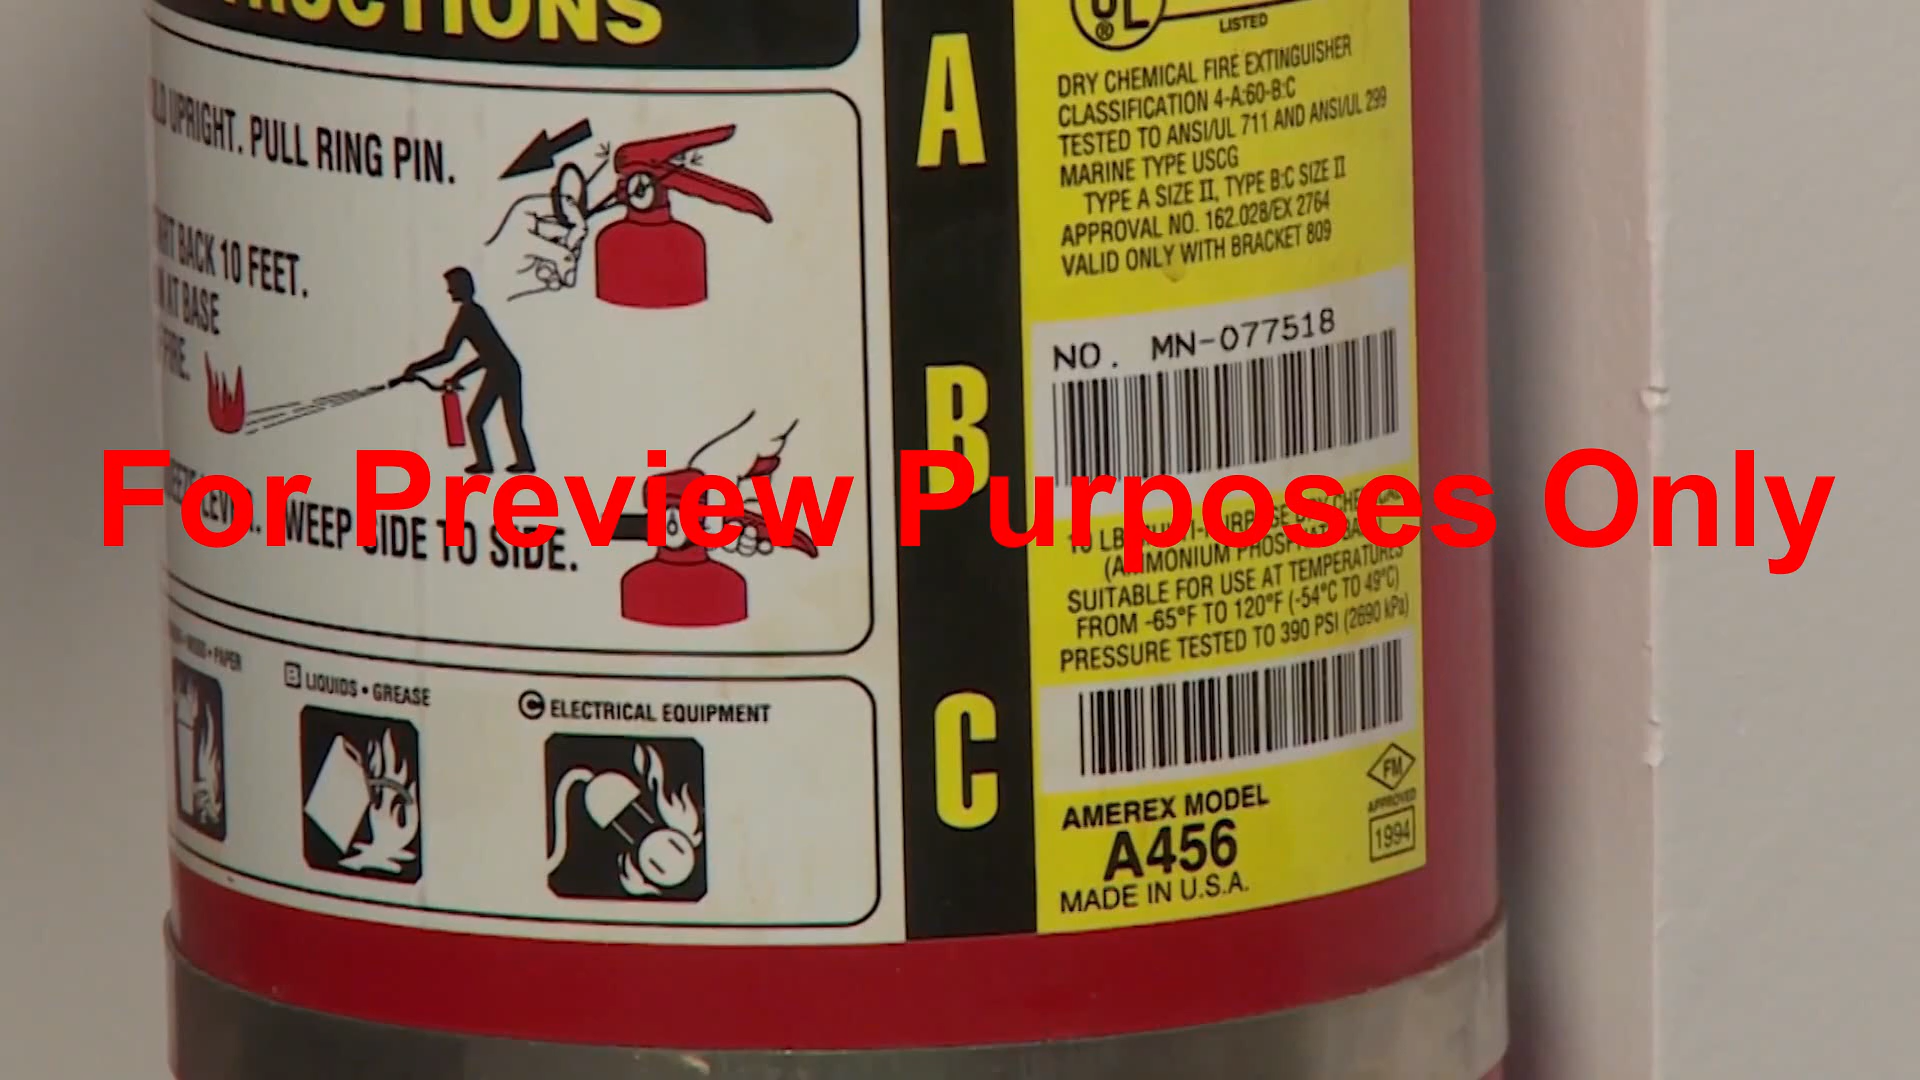 PULL RING PIN.
BACK 10 FEET.
AT BASE
FIRE.
SIDE TO SIDE.
PAPER
B LIQUIDS • GREASE
C ELECTRICAL EQUIPMENT
A
B
C
UL
®
LISTED
DRY CHEMICAL FIRE EXTINGUISHER
CLASSIFICATION 4-A:60-B:C
TESTED TO ANSI/UL 711 AND ANSI/UL 299
MARINE TYPE USCG
TYPE A SIZE II, TYPE B:C SIZE II
APPROVAL NO. 162.028/EX 2764
VALID ONLY WITH BRACKET 809
NO. MN-077518
SUITABLE FOR USE AT TEMPERATURES
FROM -65°F TO 120°F (-54°C TO 49°C)
PRESSURE TESTED TO 390 PSI (2690 kPa)
AMEREX MODEL
A456
MADE IN U.S.A.
FM
APPROVED
1994
For Preview Purposes Only